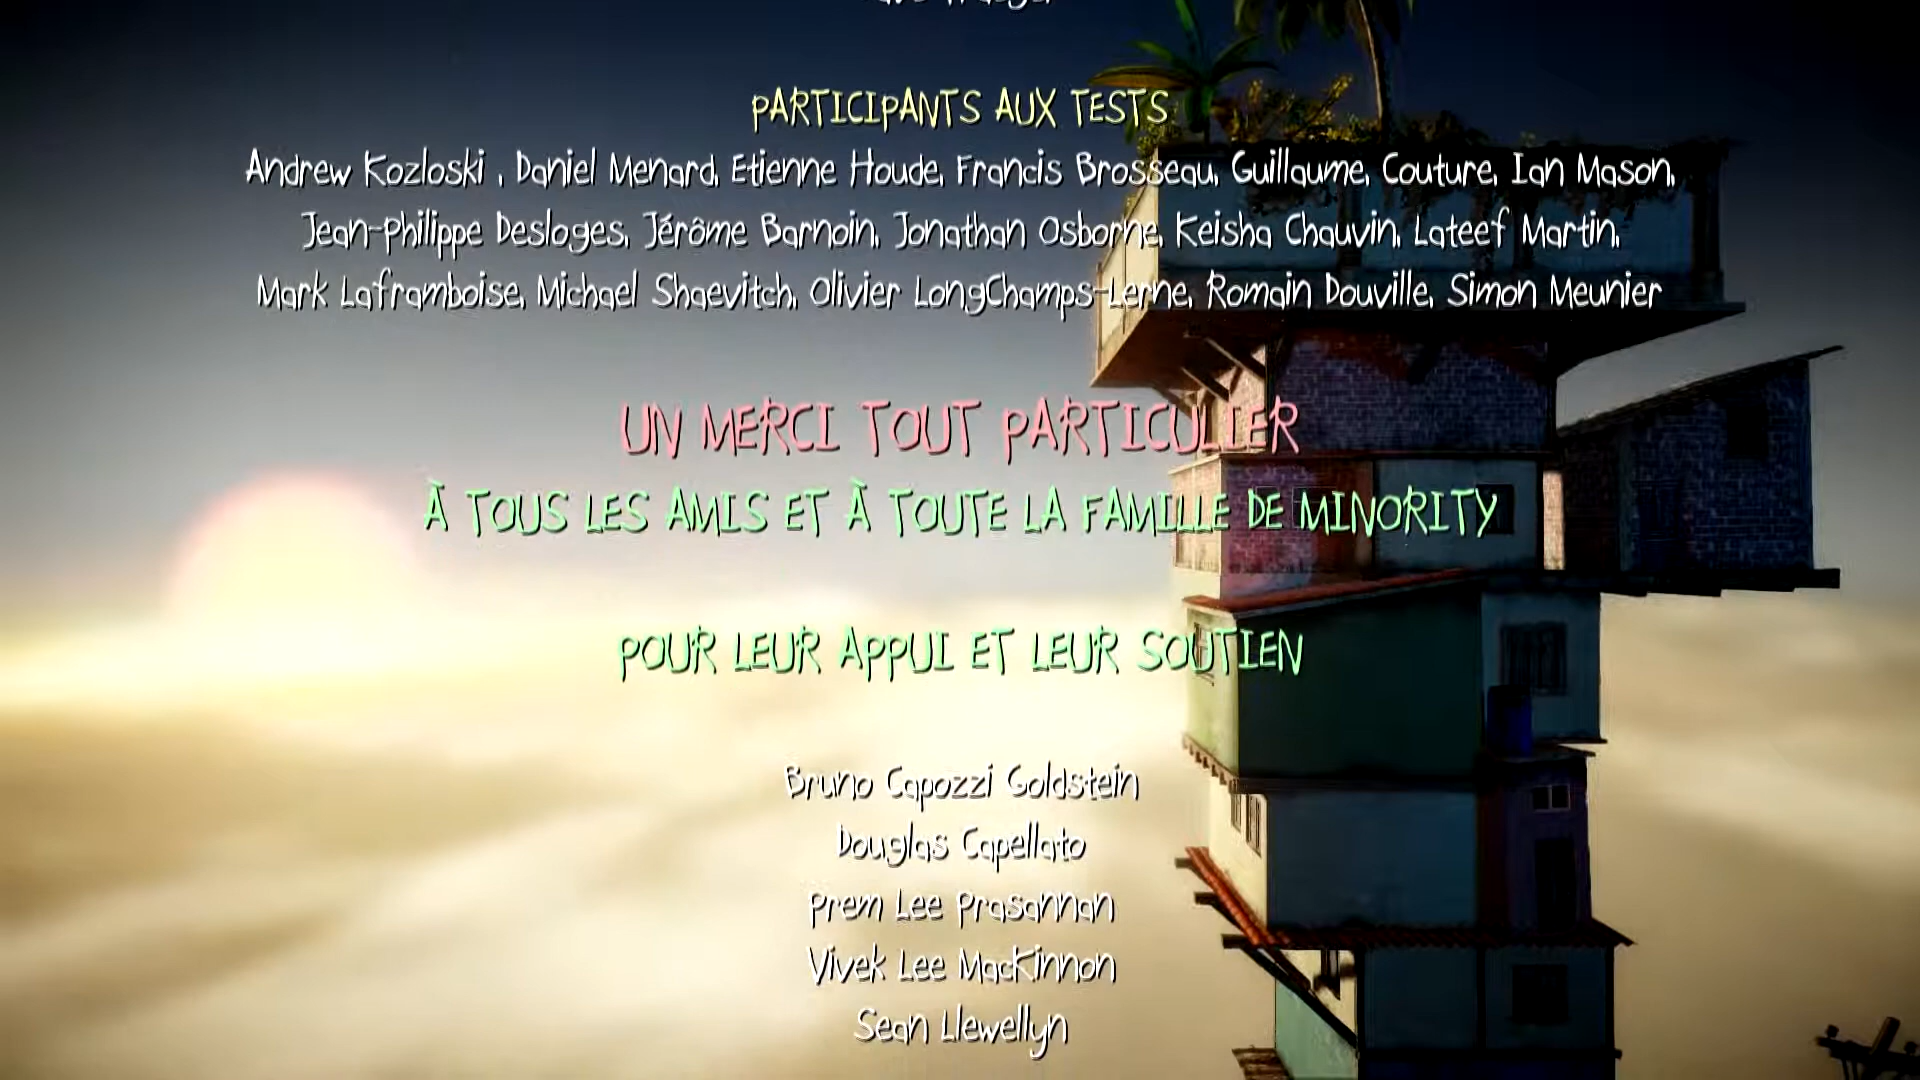 PARTICIPANTS AUX TESTS
Andrew Kozloski , Daniel Menard, Etienne Houde, Francis Brosseau, Guillaume, Couture, Ian Mason,
Jean-Philippe Desloges, Jérôme Barnoin, Jonathan Osborne, Keisha Chauvin, Lateef Martin,
Mark Laframboise, Michael Shaevitch, Olivier LongChamps-Lerne, Romain Douville, Simon Meunier
UN MERCI TOUT PARTICULIER
À TOUS LES AMIS ET À TOUTE LA FAMILLE DE MINORITY
POUR LEUR APPUI ET LEUR SOUTIEN
Bruno Capozzi Goldstein
Douglas Capellato
Prem Lee Prasannan
Vivek Lee MacKinnon
Sean Llewellyn